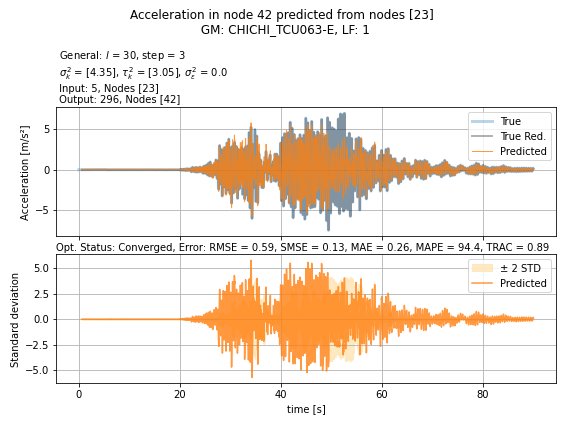 Acceleration in node 42 predicted from nodes [23]
GM: CHICHI_TCU063-E, LF: 1
General: l = 30, step = 3
σ²ₖ = [4.35], τ²ₖ = [3.05], σ²ε = 0.0
Input: 5, Nodes [23]
Output: 296, Nodes [42]
Acceleration [m/s²]
5
0
−5
True
True Red.
Predicted
Opt. Status: Converged, Error: RMSE = 0.59, SMSE = 0.13, MAE = 0.26, MAPE = 94.4, TRAC = 0.89
Standard deviation
5.0
2.5
0.0
−2.5
−5.0
± 2 STD
Predicted
0 20 40 60 80
time [s]